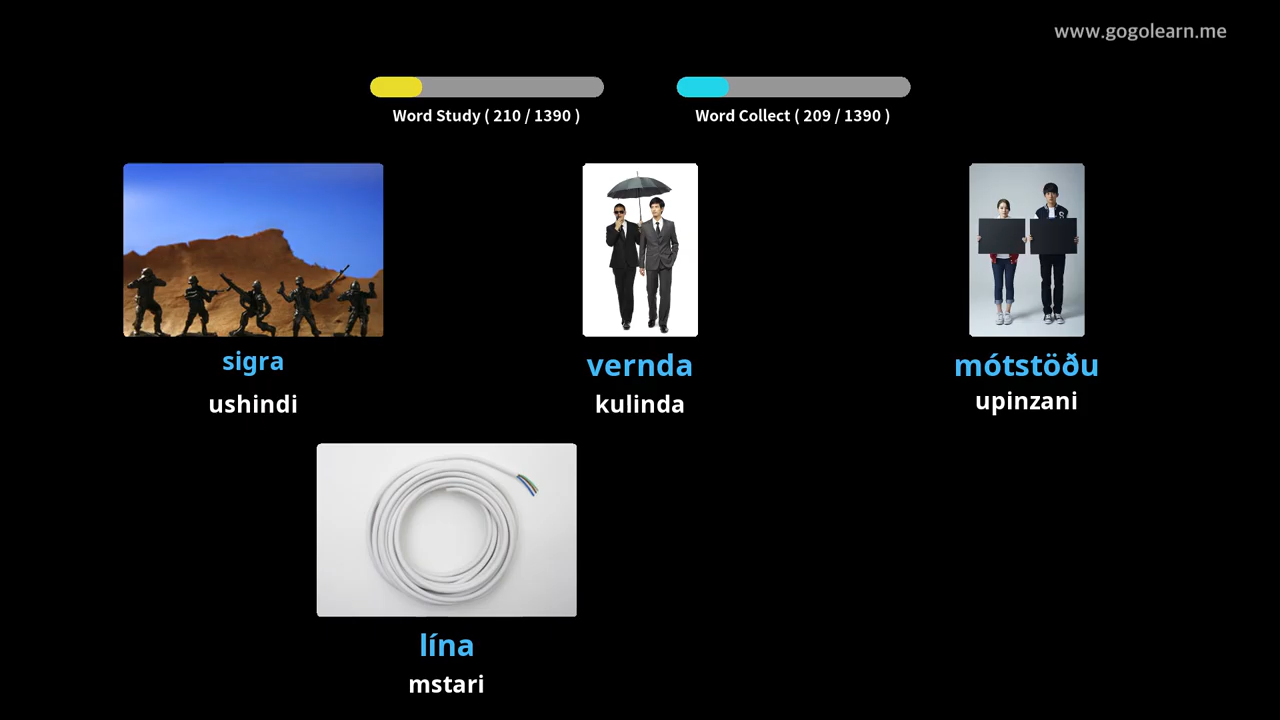 www.gogolearn.me
Word Study ( 210 / 1390 )
Word Collect ( 209 / 1390 )
sigra
ushindi
vernda
kulinda
mótstöðu
upinzani
lína
mstari